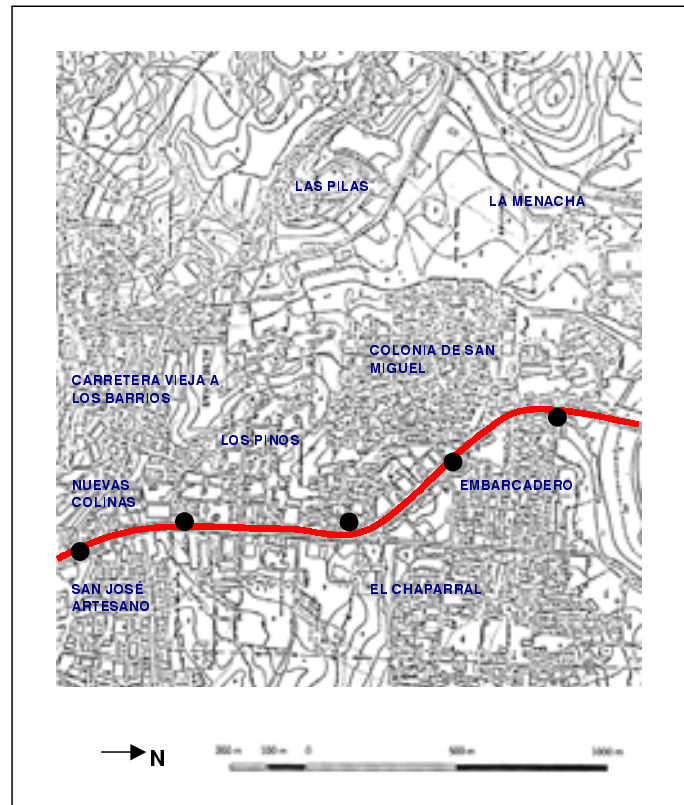 LAS PILAS
LA MENACHA
COLONIA DE SAN
MIGUEL
CARRETERA VIEJA A
LOS BARRIOS
LOS PINOS
NUEVAS
COLINAS
EMBARCADERO
SAN JOSÉ
ARTESANO
EL CHAPARRAL
N
100 m
0
500 m
1000 m